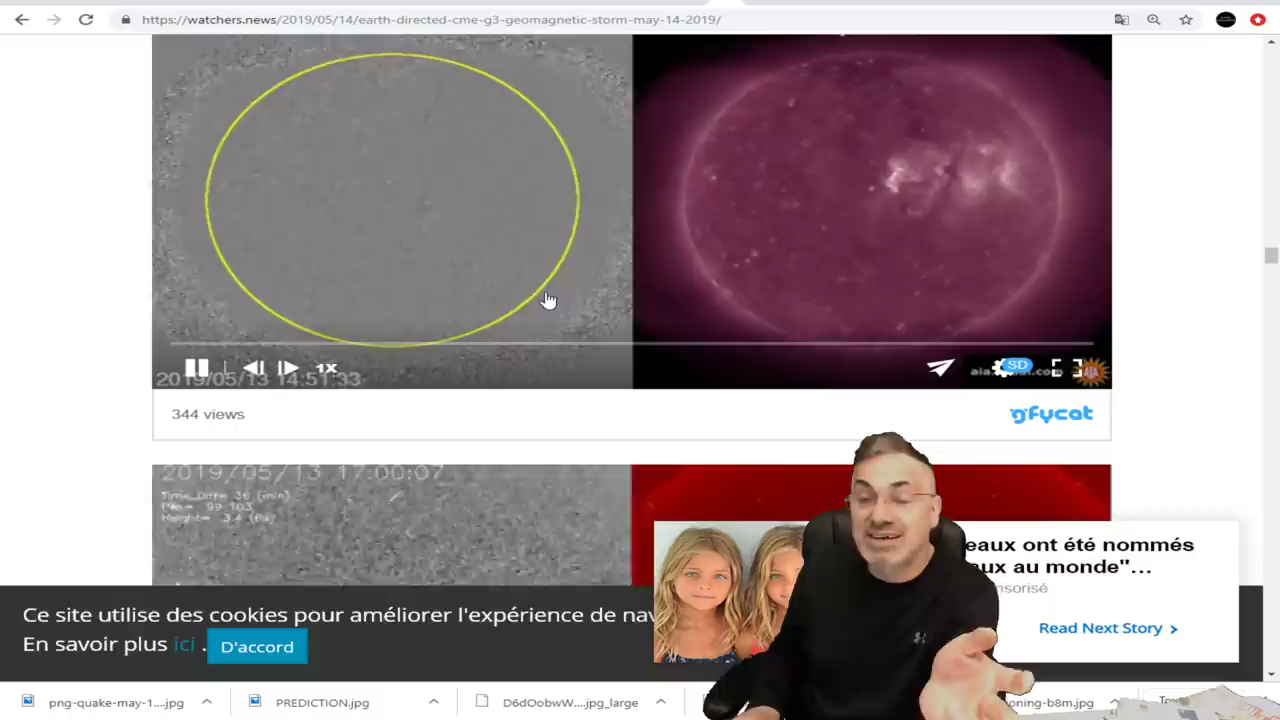 https://watchers.news/2019/05/14/earth-directed-cme-g3-geomagnetic-storm-may-14-2019/
1X
SD
2019/05/13 14:51:33
344 views
gfycat
2019/05/13 17:00:07
eaux ont été nommés
aux au monde"...
nsorisé
Read Next Story >
Ce site utilise des cookies pour améliorer l'expérience de nav
En savoir plus ici . D'accord
png-quake-may-1....jpg
PREDICTION.jpg
D6dOobwW....jpg_large
oning-b8m.jpg